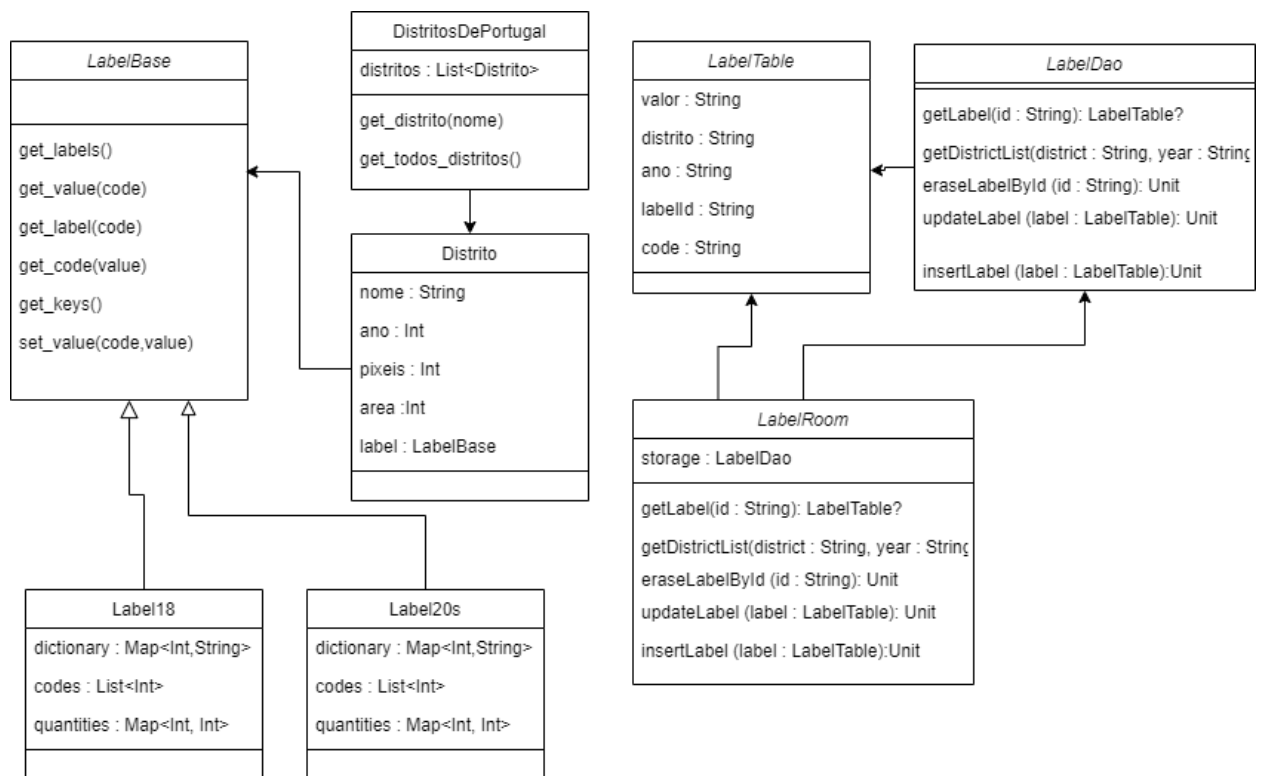 LabelBase
get_labels()
get_value(code)
get_label(code)
get_code(value)
get_keys()
set_value(code,value)
DistritosDePortugal
distritos : List<Distrito>
get_distrito(nome)
get_todos_distritos()
Distrito
nome : String
ano : Int
pixeis : Int
area :Int
label : LabelBase
Label18
dictionary : Map<Int,String>
codes : List<Int>
quantities : Map<Int, Int>
Label20s
dictionary : Map<Int,String>
codes : List<Int>
quantities : Map<Int, Int>
LabelTable
valor : String
distrito : String
ano : String
labelId : String
code : String
LabelDao
getLabel(id : String): LabelTable?
getDistrictList(district : String, year : String
eraseLabelById (id : String): Unit
updateLabel (label : LabelTable): Unit
insertLabel (label : LabelTable):Unit
LabelRoom
storage : LabelDao
getLabel(id : String): LabelTable?
getDistrictList(district : String, year : String
eraseLabelById (id : String): Unit
updateLabel (label : LabelTable): Unit
insertLabel (label : LabelTable):Unit